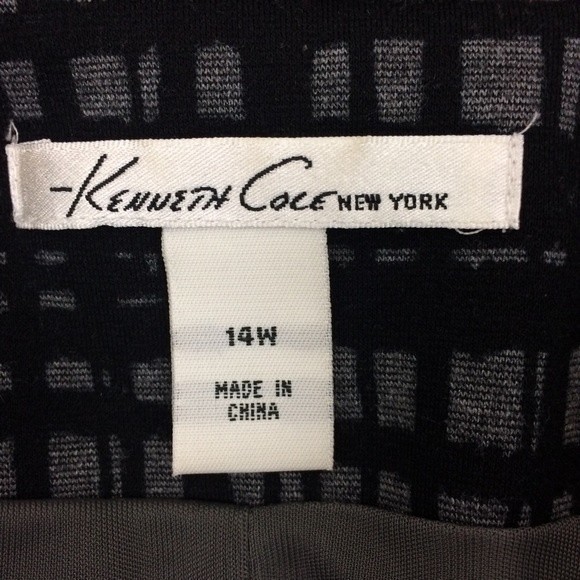 -KENNETH COLE NEW YORK
14W
MADE IN
CHINA